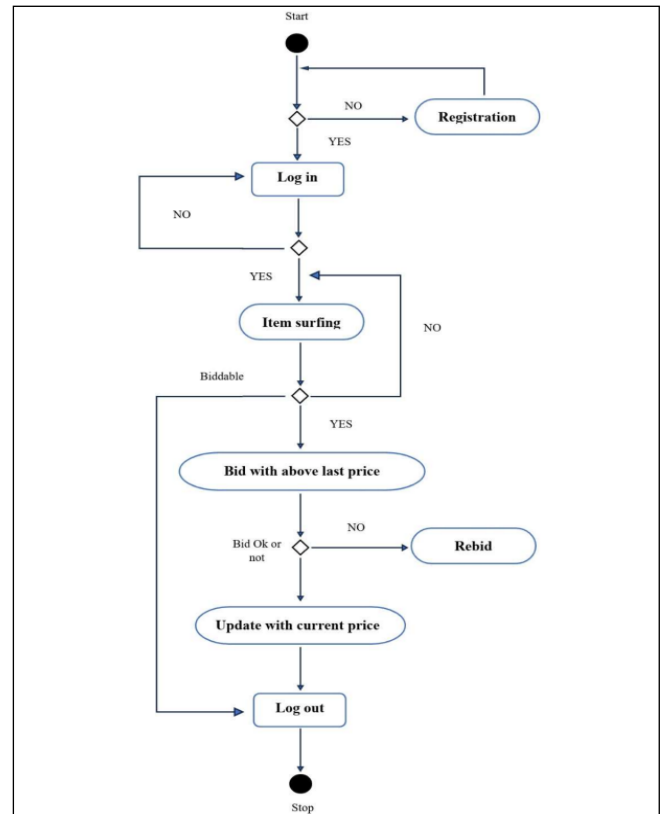 Start
NO
Registration
YES
Log in
NO
YES
Item surfing
NO
Biddable
YES
Bid with above last price
NO
Bid Ok or
not
Rebid
Update with current price
Log out
Stop